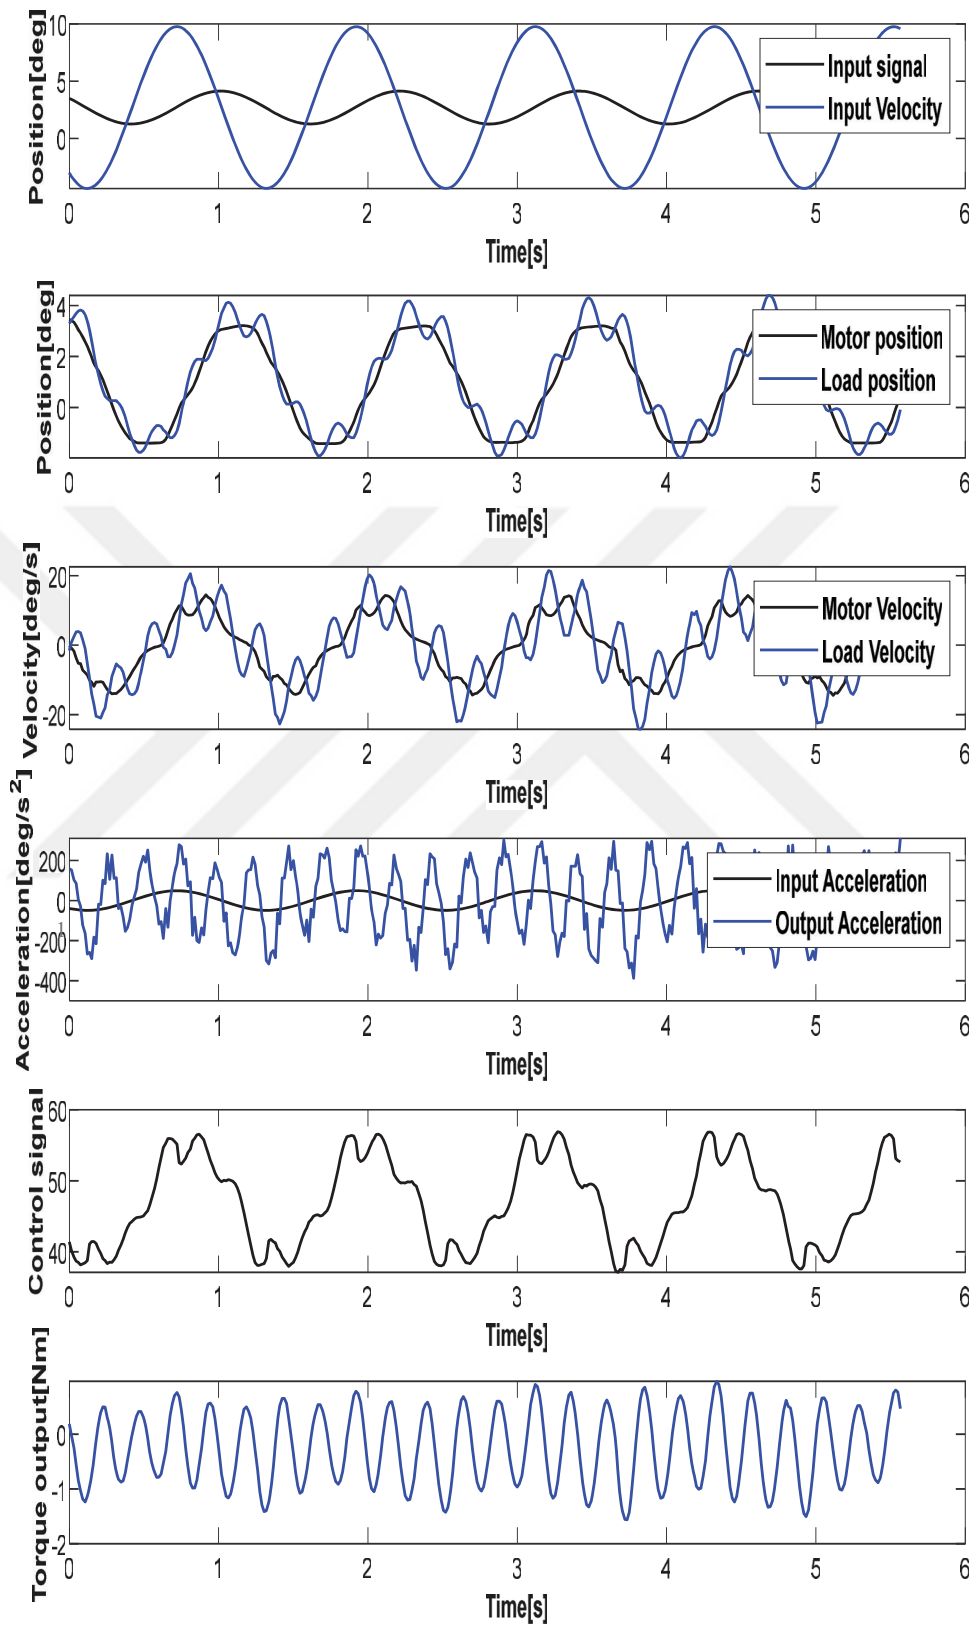 Position[deg]
10
5
0
Input signal
Input Velocity
0 1 2 3 4 5 6
Time[s]
Position[deg]
4
2
0
Motor position
Load position
0 1 2 3 4 5 6
Time[s]
Velocity[deg/s]
20
0
-20
Motor Velocity
Load Velocity
0 1 2 3 4 5 6
Time[s]
Acceleration[deg/s²]
200
0
-200
-400
Input Acceleration
Output Acceleration
0 1 2 3 4 5 6
Time[s]
Control signal
60
50
40
0 1 2 3 4 5 6
Time[s]
Torque output[Nm]
0
-1
-2
0 1 2 3 4 5 6
Time[s]